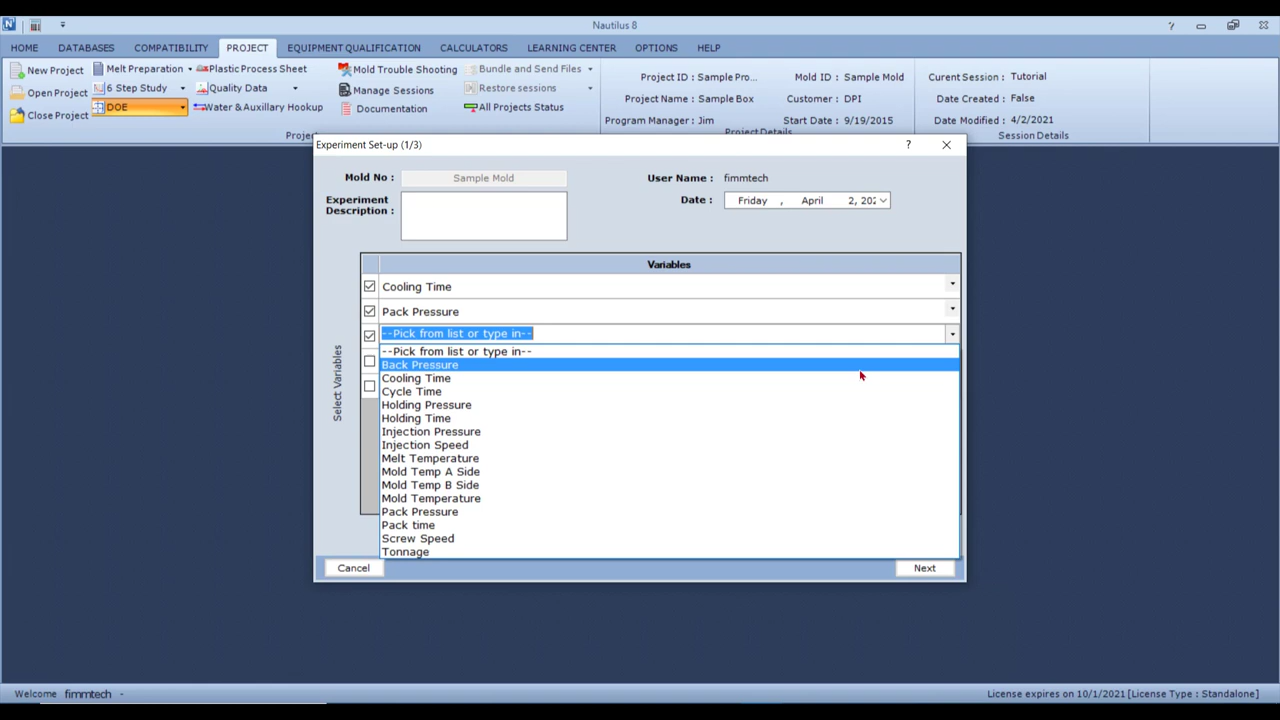 Nautilus 8
HOME DATABASES COMPATIBILITY PROJECT EQUIPMENT QUALIFICATION CALCULATORS LEARNING CENTER OPTIONS HELP
New Project Melt Preparation Plastic Process Sheet Mold Trouble Shooting Bundle and Send Files
Open Project 6 Step Study Quality Data Manage Sessions Restore sessions
Close Project DOE Water & Auxillary Hookup Documentation All Projects Status
Project ID : Sample Pro... Mold ID : Sample Mold Curent Session : Tutorial
Project Name : Sample Box Customer : DPI Date Created : False
Program Manager : Jim Start Date : 9/19/2015 Date Modified : 4/2/2021
Project Details Session Details
Experiment Set-up (1/3) ?
Mold No : Sample Mold User Name : fimmtech
Experiment
Description :
Date : Friday , April 2, 202
Variables
Select Variables
Cooling Time
Pack Pressure
--Pick from list or type in--
--Pick from list or type in--
Back Pressure
Cooling Time
Cycle Time
Holding Pressure
Holding Time
Injection Pressure
Injection Speed
Melt Temperature
Mold Temp A Side
Mold Temp B Side
Mold Temperature
Pack Pressure
Pack time
Screw Speed
Tonnage
Cancel Next
Welcome fimmtech - License expires on 10/1/2021 [License Type : Standalone]